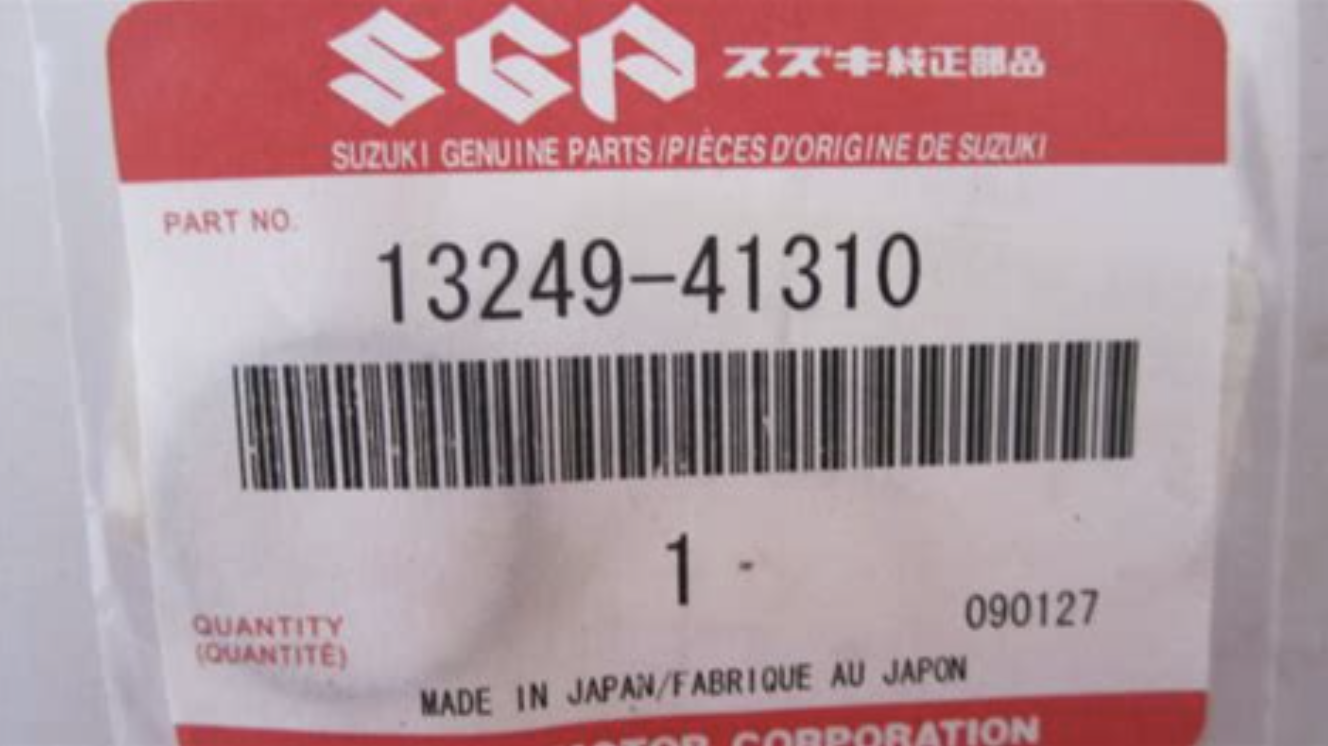 SGP スズキ純正部品
SUZUKI GENUINE PARTS/PIÈCES D'ORIGINE DE SUZUKI
PART NO.
13249-41310
1 -
090127
QUANTITY
(QUANTITÉ)
MADE IN JAPAN/FABRIQUE AU JAPON
MOTOR CORPORATION